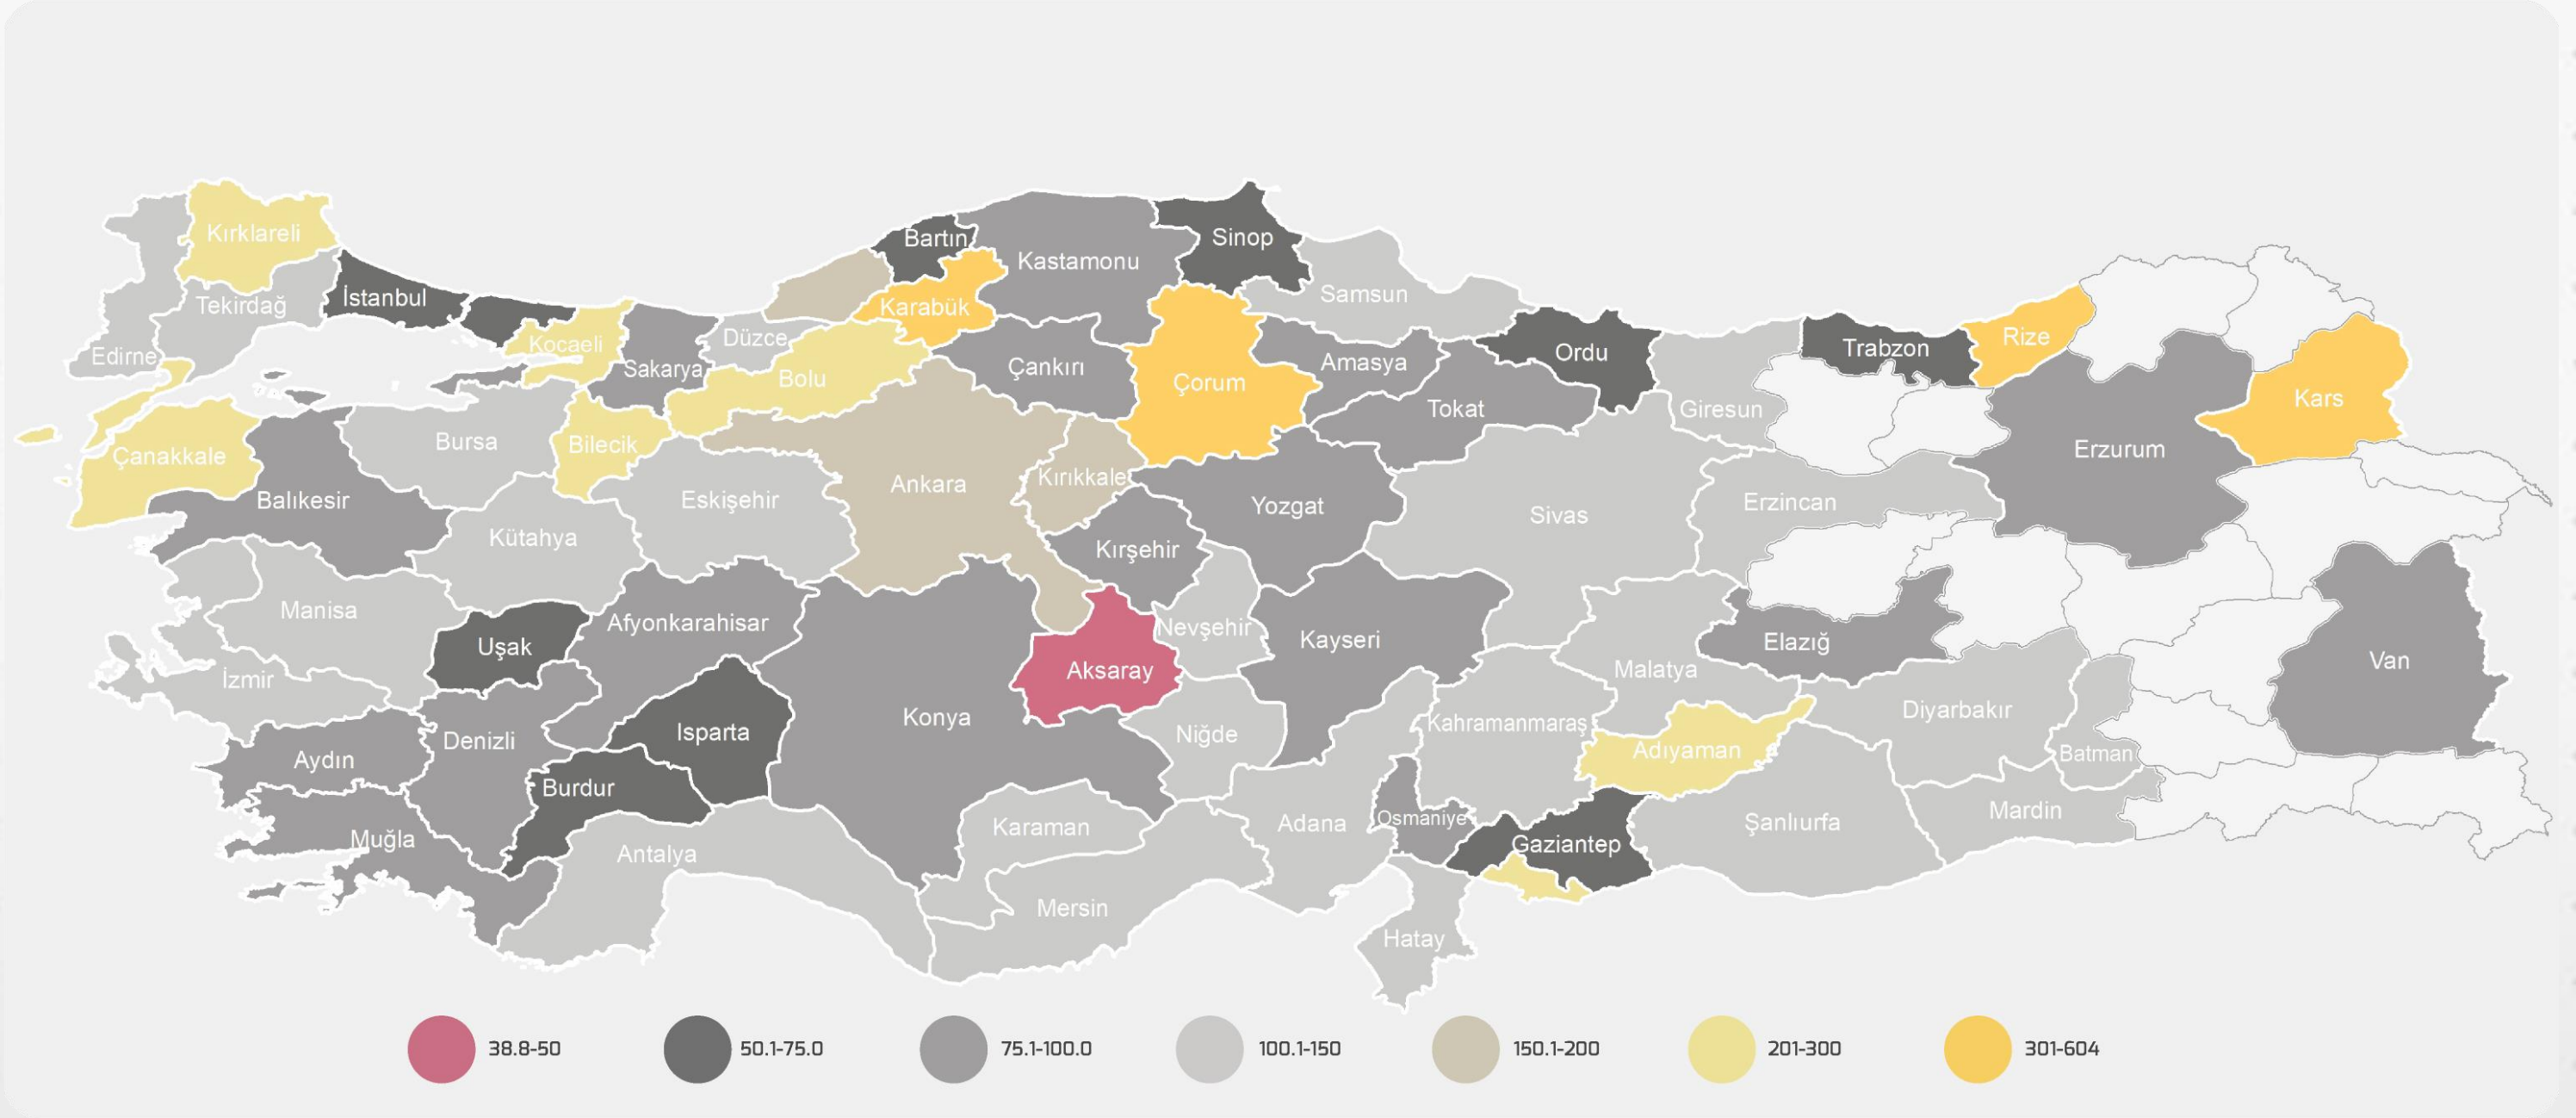 Kırklareli
Bartın
Sinop
Kastamonu
İstanbul
Tekirdağ
Karabük
Samsun
Kocaeli
Düzce
Rize
Edirne
Sakarya
Bolu
Çankırı
Çorum
Amasya
Ordu
Trabzon
Kars
Tokat
Giresun
Bursa
Bilecik
Erzurum
Çanakkale
Balıkesir
Eskişehir
Ankara
Kırıkkale
Yozgat
Sivas
Erzincan
Kütahya
Kırşehir
Manisa
Afyonkarahisar
Nevşehir
Kayseri
Elazığ
Uşak
Aksaray
Malatya
Van
İzmir
Konya
Isparta
Niğde
Kahramanmaraş
Diyarbakır
Denizli
Aydın
Adıyaman
Batman
Burdur
Mardin
Muğla
Karaman
Adana
Osmaniye
Şanlıurfa
Antalya
Gaziantep
Mersin
Hatay
38.8-50
50.1-75.0
75.1-100.0
100.1-150
150.1-200
201-300
301-604